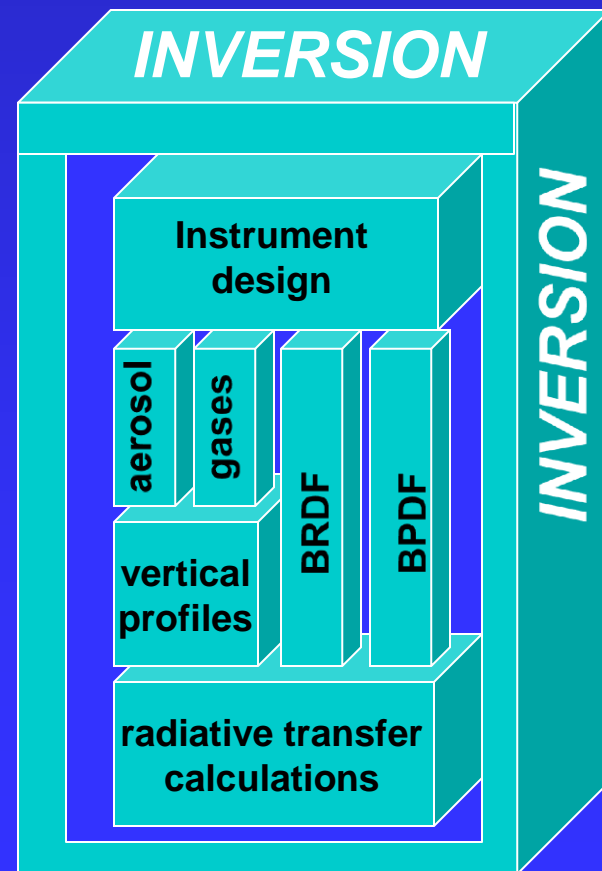 INVERSION
INVERSION
Instrument
design
aerosol
gases
BRDF
BPDF
vertical
profiles
radiative transfer
calculations